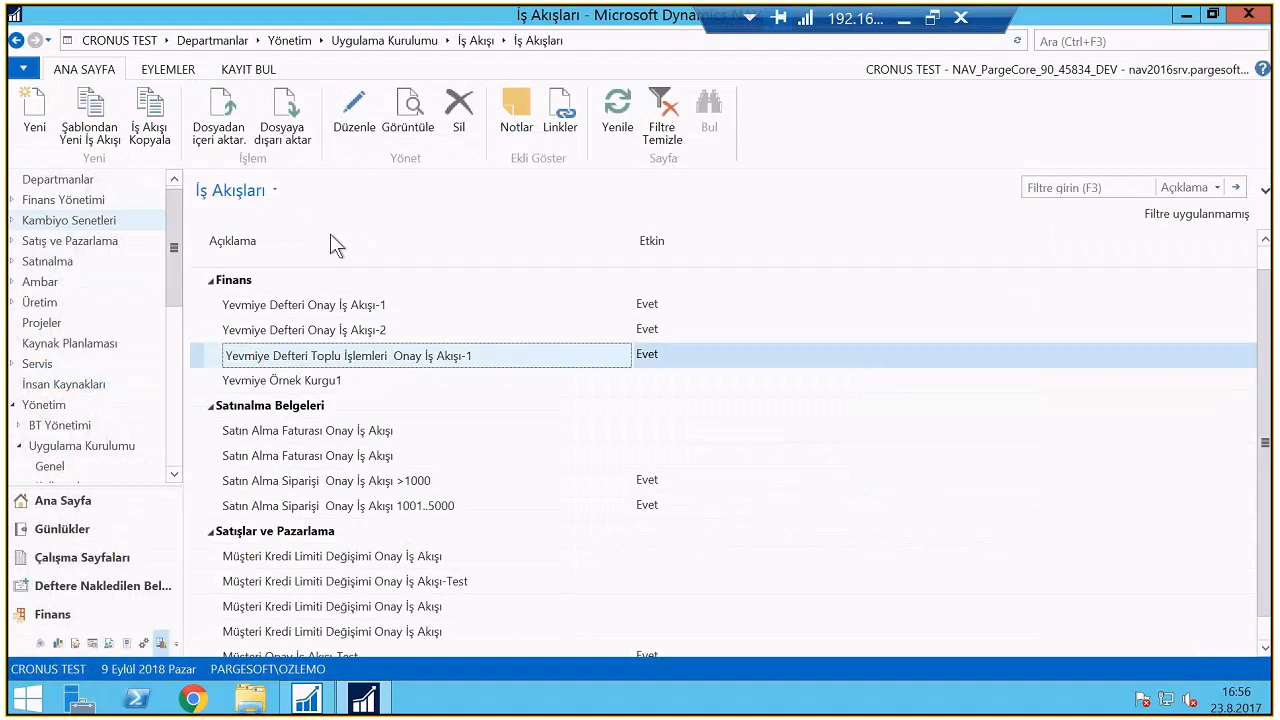 İş Akışları - Microsoft Dynamics NAV
192.16...
CRONUS TEST
Departmanlar
Yönetim
Uygulama Kurulumu
İş Akışı
İş Akışları
Ara (Ctrl+F3)
ANA SAYFA
EYLEMLER
KAYIT BUL
CRONUS TEST - NAV_PargeCore_90_45834_DEV - nav2016srv.pargesoft...
Yeni
Şablondan Yeni İş Akışı
İş Akışı Kopyala
Yeni
Dosyadan içeri aktar.
Dosyaya dışarı aktar
İşlem
Düzenle
Görüntüle
Sil
Yönet
Notlar
Linkler
Ekli Göster
Yenile
Filtre Temizle
Bul
Sayfa
Departmanlar
Finans Yönetimi
Kambiyo Senetleri
Satış ve Pazarlama
Satınalma
Ambar
Üretim
Projeler
Kaynak Planlaması
Servis
İnsan Kaynakları
Yönetim
BT Yönetimi
Uygulama Kurulumu
Genel
Ana Sayfa
Günlükler
Çalışma Sayfaları
Deftere Nakledilen Bel...
Finans
İş Akışları
Filtre girin (F3)
Açıklama
Filtre uygulanmamış
Açıklama
Etkin
Finans
Yevmiye Defteri Onay İş Akışı-1 Evet
Yevmiye Defteri Onay İş Akışı-2 Evet
Yevmiye Defteri Toplu İşlemleri Onay İş Akışı-1 Evet
Yevmiye Örnek Kurgu1
Satınalma Belgeleri
Satın Alma Faturası Onay İş Akışı
Satın Alma Faturası Onay İş Akışı
Satın Alma Siparişi Onay İş Akışı >1000 Evet
Satın Alma Siparişi Onay İş Akışı 1001..5000 Evet
Satışlar ve Pazarlama
Müşteri Kredi Limiti Değişimi Onay İş Akışı
Müşteri Kredi Limiti Değişimi Onay İş Akışı-Test
Müşteri Kredi Limiti Değişimi Onay İş Akışı
Müşteri Kredi Limiti Değişimi Onay İş Akışı
Müşteri Onay İş Akışı-Test Evet
CRONUS TEST
9 Eylül 2018 Pazar
PARGESOFT\OZLEMO
16:56
23.8.2017